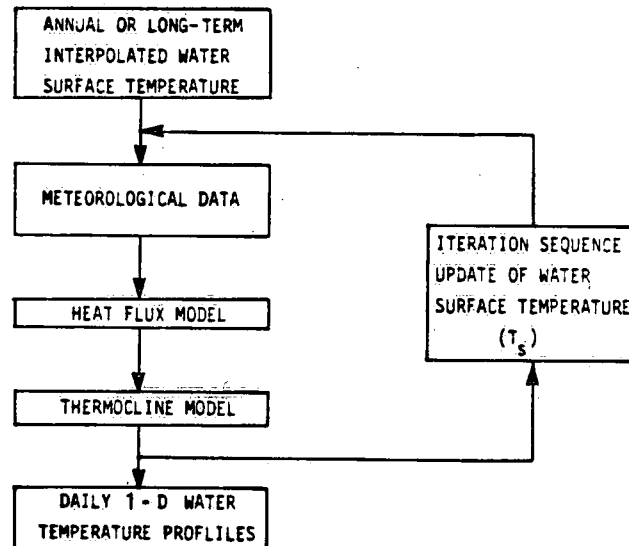 ANNUAL OR LONG-TERM
INTERPOLATED WATER
SURFACE TEMPERATURE
METEOROLOGICAL DATA
HEAT FLUX MODEL
THERMOCLINE MODEL
DAILY 1-D WATER
TEMPERATURE PROFLILES
ITERATION SEQUENCE
UPDATE OF WATER
SURFACE TEMPERATURE
(Ts)